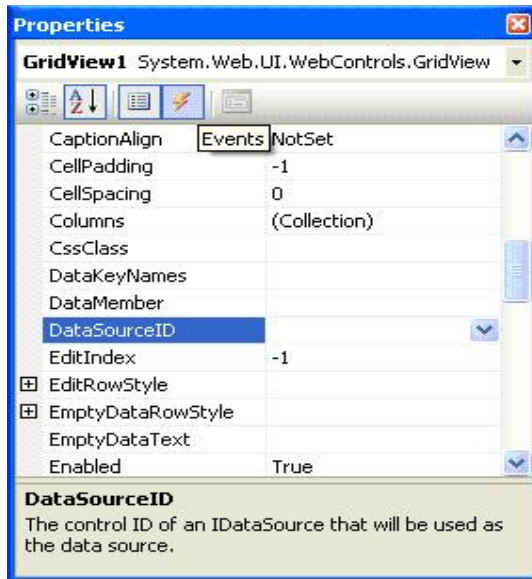 Properties
GridView1 System.Web.UI.WebControls.GridView
A
Z
CaptionAlign NotSet
Events
CellPadding -1
CellSpacing 0
Columns (Collection)
CssClass
DataKeyNames
DataMember
DataSourceID
EditIndex -1
EditRowStyle
EmptyDataRowStyle
EmptyDataText
Enabled True
DataSourceID
The control ID of an IDataSource that will be used as
the data source.